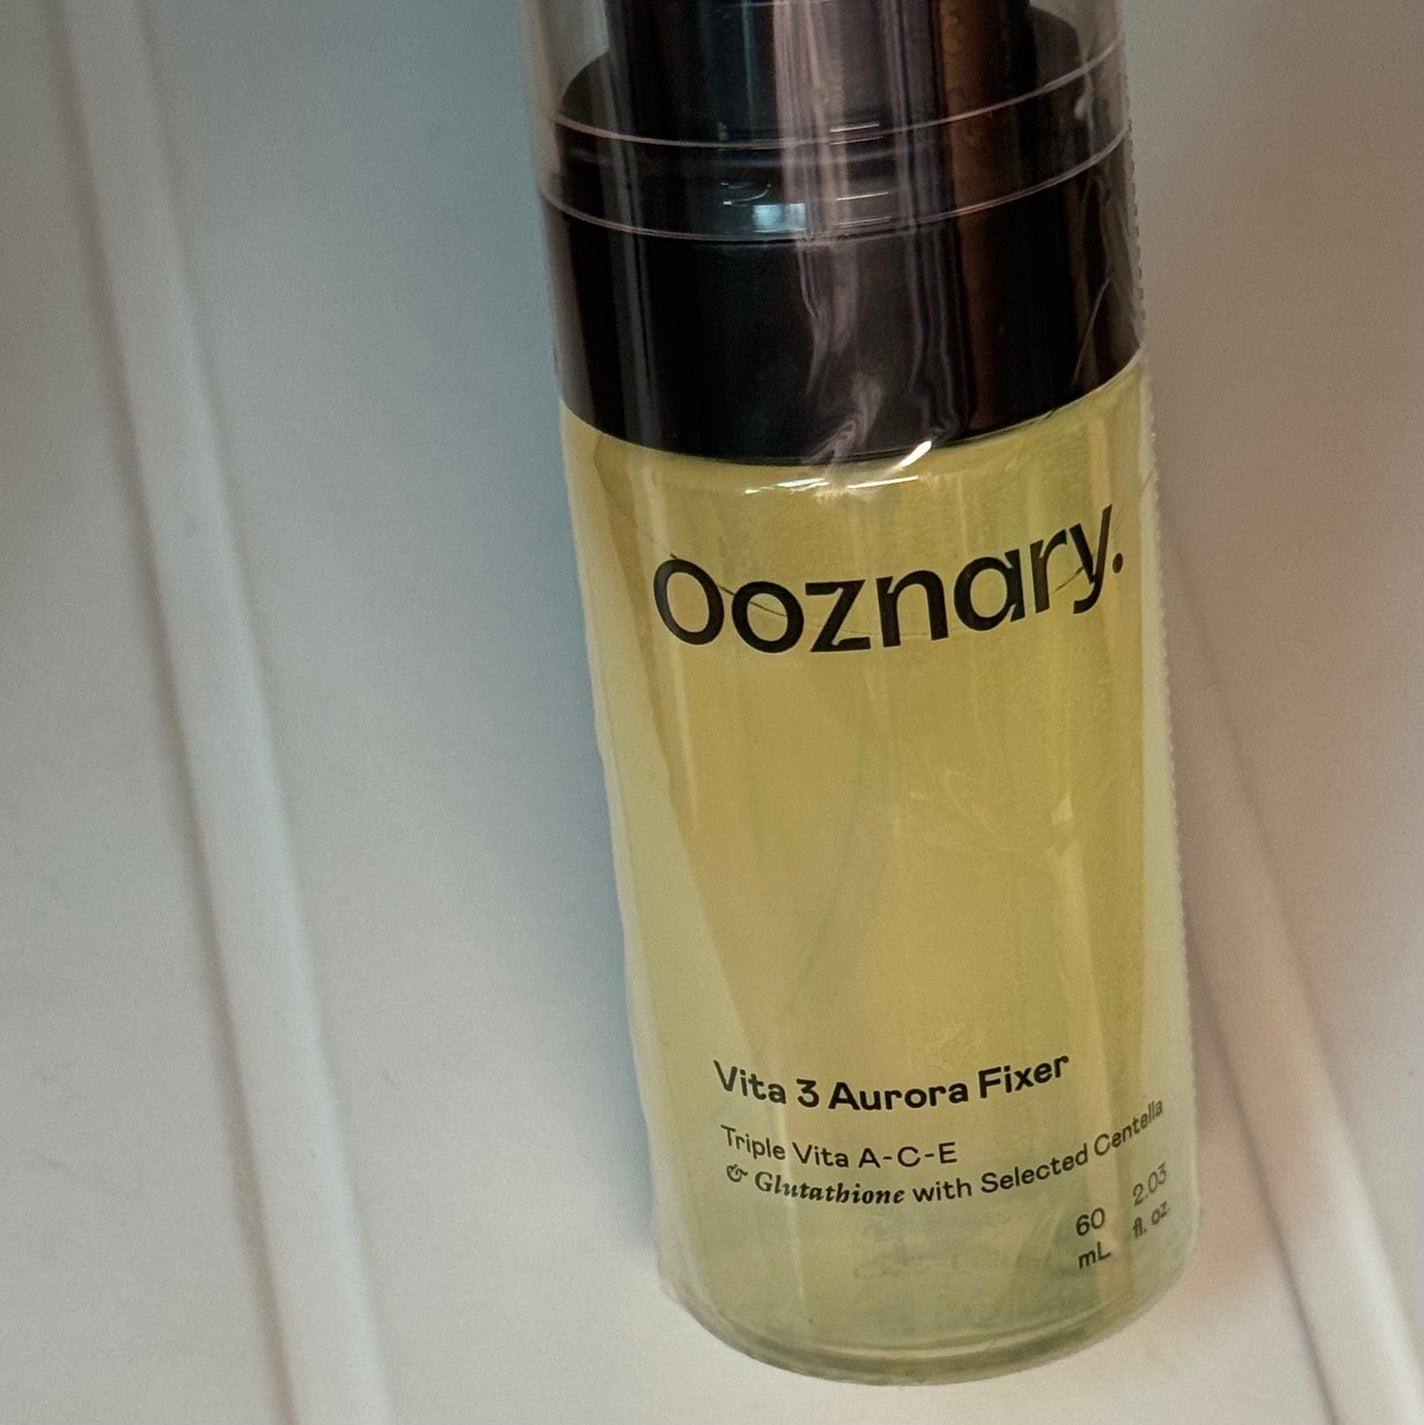 Ooznary.
Vita 3 Aurora Fixer
Triple Vita A-C-E
& Glutathione with Selected Centella
60 2.03
mL fl. oz.